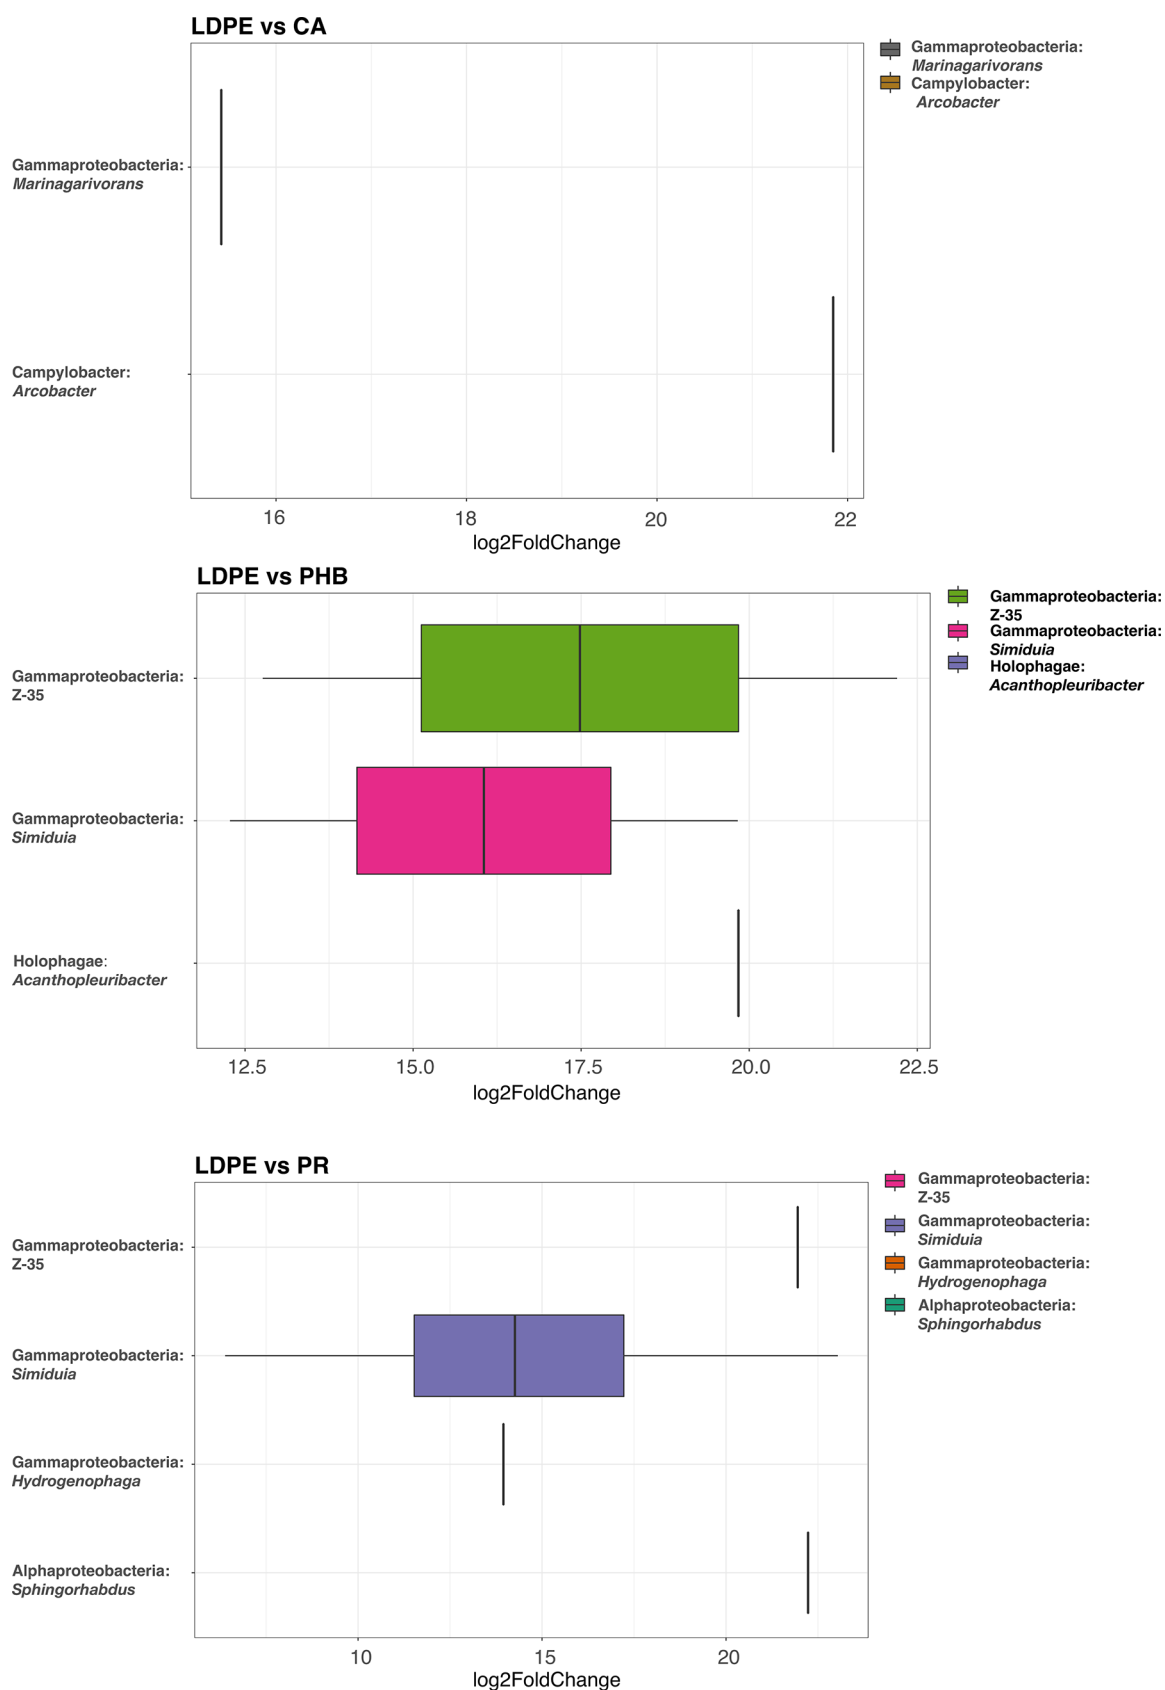 LDPE vs CA
Gammaproteobacteria:
Marinagarivorans
Campylobacter:
Arcobacter
Gammaproteobacteria:
Marinagarivorans
Campylobacter:
Arcobacter
16 18 20 22
log2FoldChange
LDPE vs PHB
Gammaproteobacteria:
Z-35
Gammaproteobacteria:
Simiduia
Holophagae:
Acanthopleuribacter
Gammaproteobacteria:
Z-35
Gammaproteobacteria:
Simiduia
Holophagae:
Acanthopleuribacter
12.5 15.0 17.5 20.0 22.5
log2FoldChange
LDPE vs PR
Gammaproteobacteria:
Z-35
Gammaproteobacteria:
Simiduia
Gammaproteobacteria:
Hydrogenophaga
Alphaproteobacteria:
Sphingorhabdus
Gammaproteobacteria:
Z-35
Gammaproteobacteria:
Simiduia
Gammaproteobacteria:
Hydrogenophaga
Alphaproteobacteria:
Sphingorhabdus
10 15 20
log2FoldChange